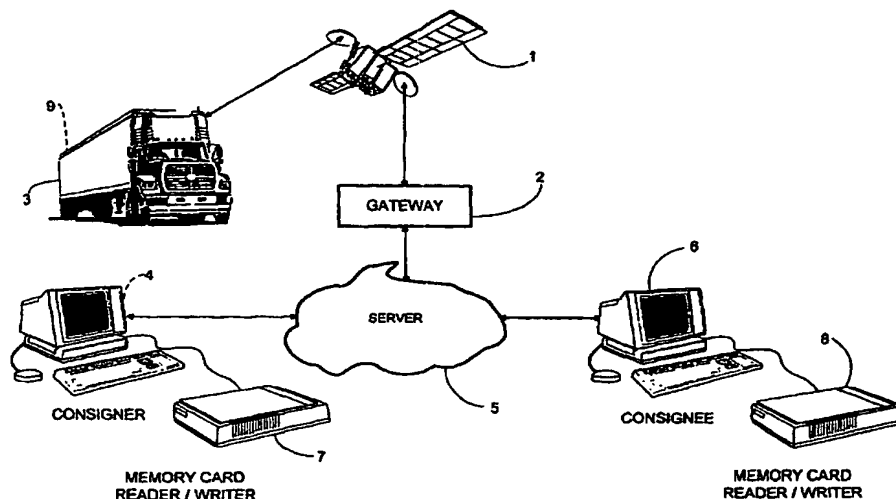 1
9
3
GATEWAY
2
4
6
SERVER
8
CONSIGNER
5
CONSIGNEE
7
MEMORY CARD
READER / WRITER
MEMORY CARD
READER / WRITER